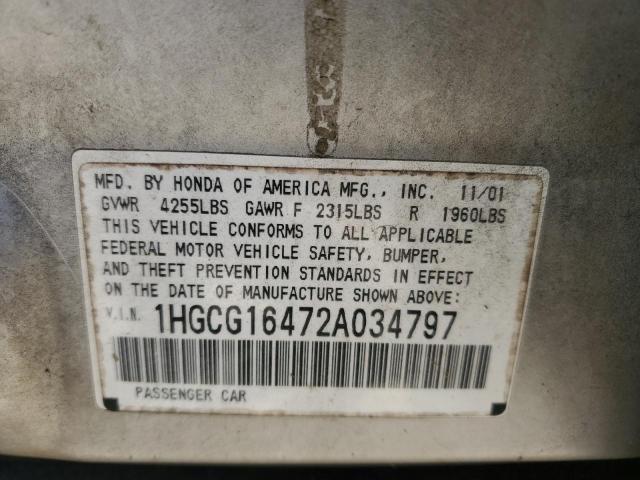 MFD. BY HONDA OF AMERICA MFG., INC. 11/01
GVWR 4255LBS GAWR F 2315LBS R 1960LBS
THIS VEHICLE CONFORMS TO ALL APPLICABLE
FEDERAL MOTOR VEHICLE SAFETY, BUMPER,
AND THEFT PREVENTION STANDARDS IN EFFECT
ON THE DATE OF MANUFACTURE SHOWN ABOVE:
V.I.N. 1HGCG16472A034797
PASSENGER CAR